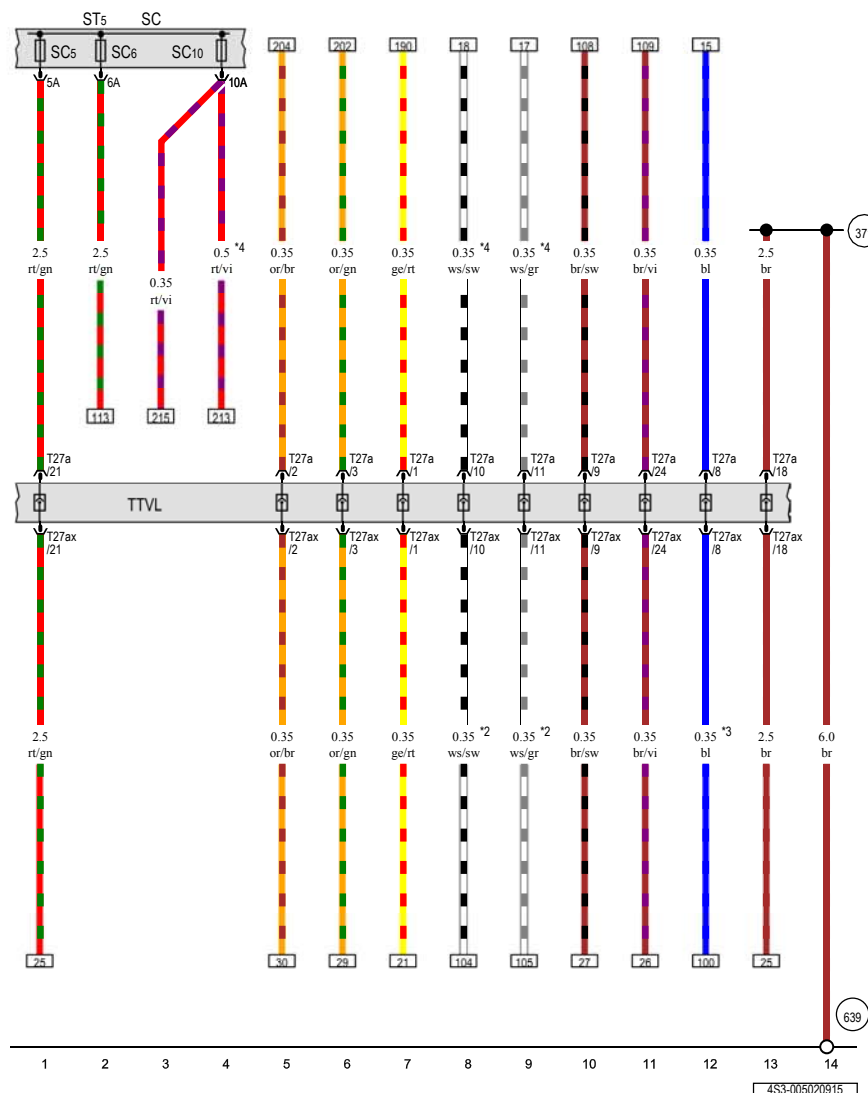 ST5 SC
SC5 SC6 SC10
5A 6A 10A
204 202 190 18 17 108 109 15
37
2.5 2.5 0.5 *4 0.35 0.35 0.35 0.35 *4 0.35 *4 0.35 0.35 0.35 2.5
rt/gn rt/gn rt/vi or/br or/gn ge/rt ws/sw ws/gr br/sw br/vi bl br
0.35
rt/vi
113 215 213
T27a T27a T27a T27a T27a T27a T27a T27a T27a T27a
/21 /2 /3 /1 /10 /11 /9 /24 /8 /18
TTVL
T27ax T27ax T27ax T27ax T27ax T27ax T27ax T27ax T27ax T27ax
/21 /2 /3 /1 /10 /11 /9 /24 /8 /18
2.5 0.35 0.35 0.35 0.35 *2 0.35 *2 0.35 0.35 0.35 *3 2.5 6.0
rt/gn or/br or/gn ge/rt ws/sw ws/gr br/sw br/vi bl br br
25 30 29 21 104 105 27 26 100 25
639
1 2 3 4 5 6 7 8 9 10 11 12 13 14
4S3-005020915